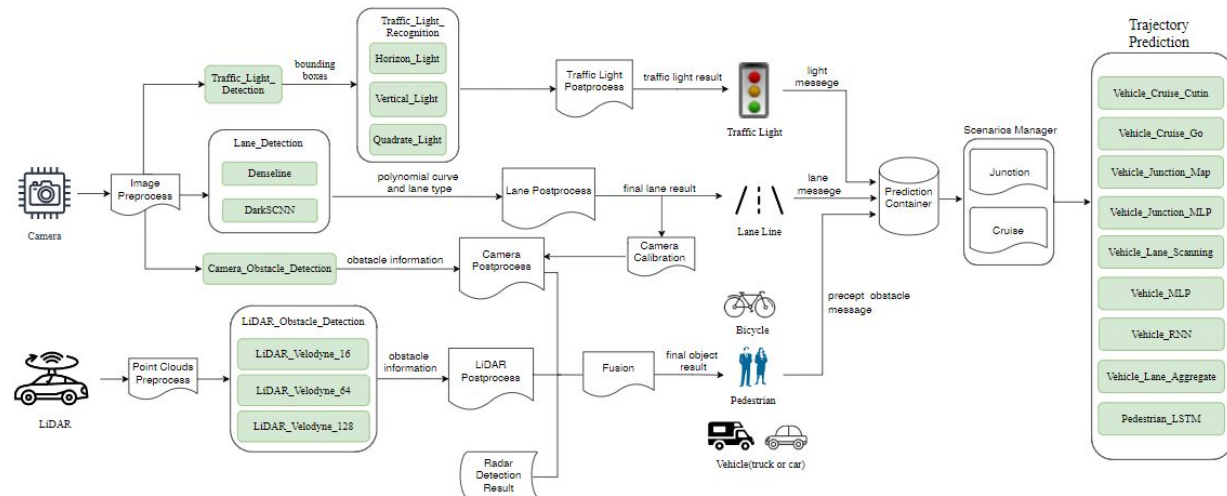 Traffic_Light_
Recognition
Horizon_Light
Vertical_Light
Quadrate_Light
Traffic_Light_
Detection
bounding
boxes
Traffic Light
Postprocess
traffic light result
Traffic Light
light
messege
Camera
Image
Preprocess
Lane_Detection
Denseline
DarkSCNN
polynomial curve
and lane type
Lane Postprocess
final lane result
Lane Line
lane
messege
Camera
Calibration
Camera_Obstacle_Detection
obstacle information
Camera
Postprocess
LiDAR
Point Clouds
Preprocess
LiDAR_Obstacle_Detection
LiDAR_Velodyne_16
LiDAR_Velodyne_64
LiDAR_Velodyne_128
obstacle
information
LiDAR
Postprocess
Radar
Detection
Result
Fusion
final object
result
Bicycle
Pedestrian
Vehicle(truck or car)
precept obstacle
message
Prediction
Container
Scenarios Manager
Junction
Cruise
Trajectory
Prediction
Vehicle_Cruise_Cutin
Vehicle_Cruise_Go
Vehicle_Junction_Map
Vehicle_Junction_MLP
Vehicle_Lane_Scanning
Vehicle_MLP
Vehicle_RNN
Vehicle_Lane_Aggregate
Pedestrian_LSTM